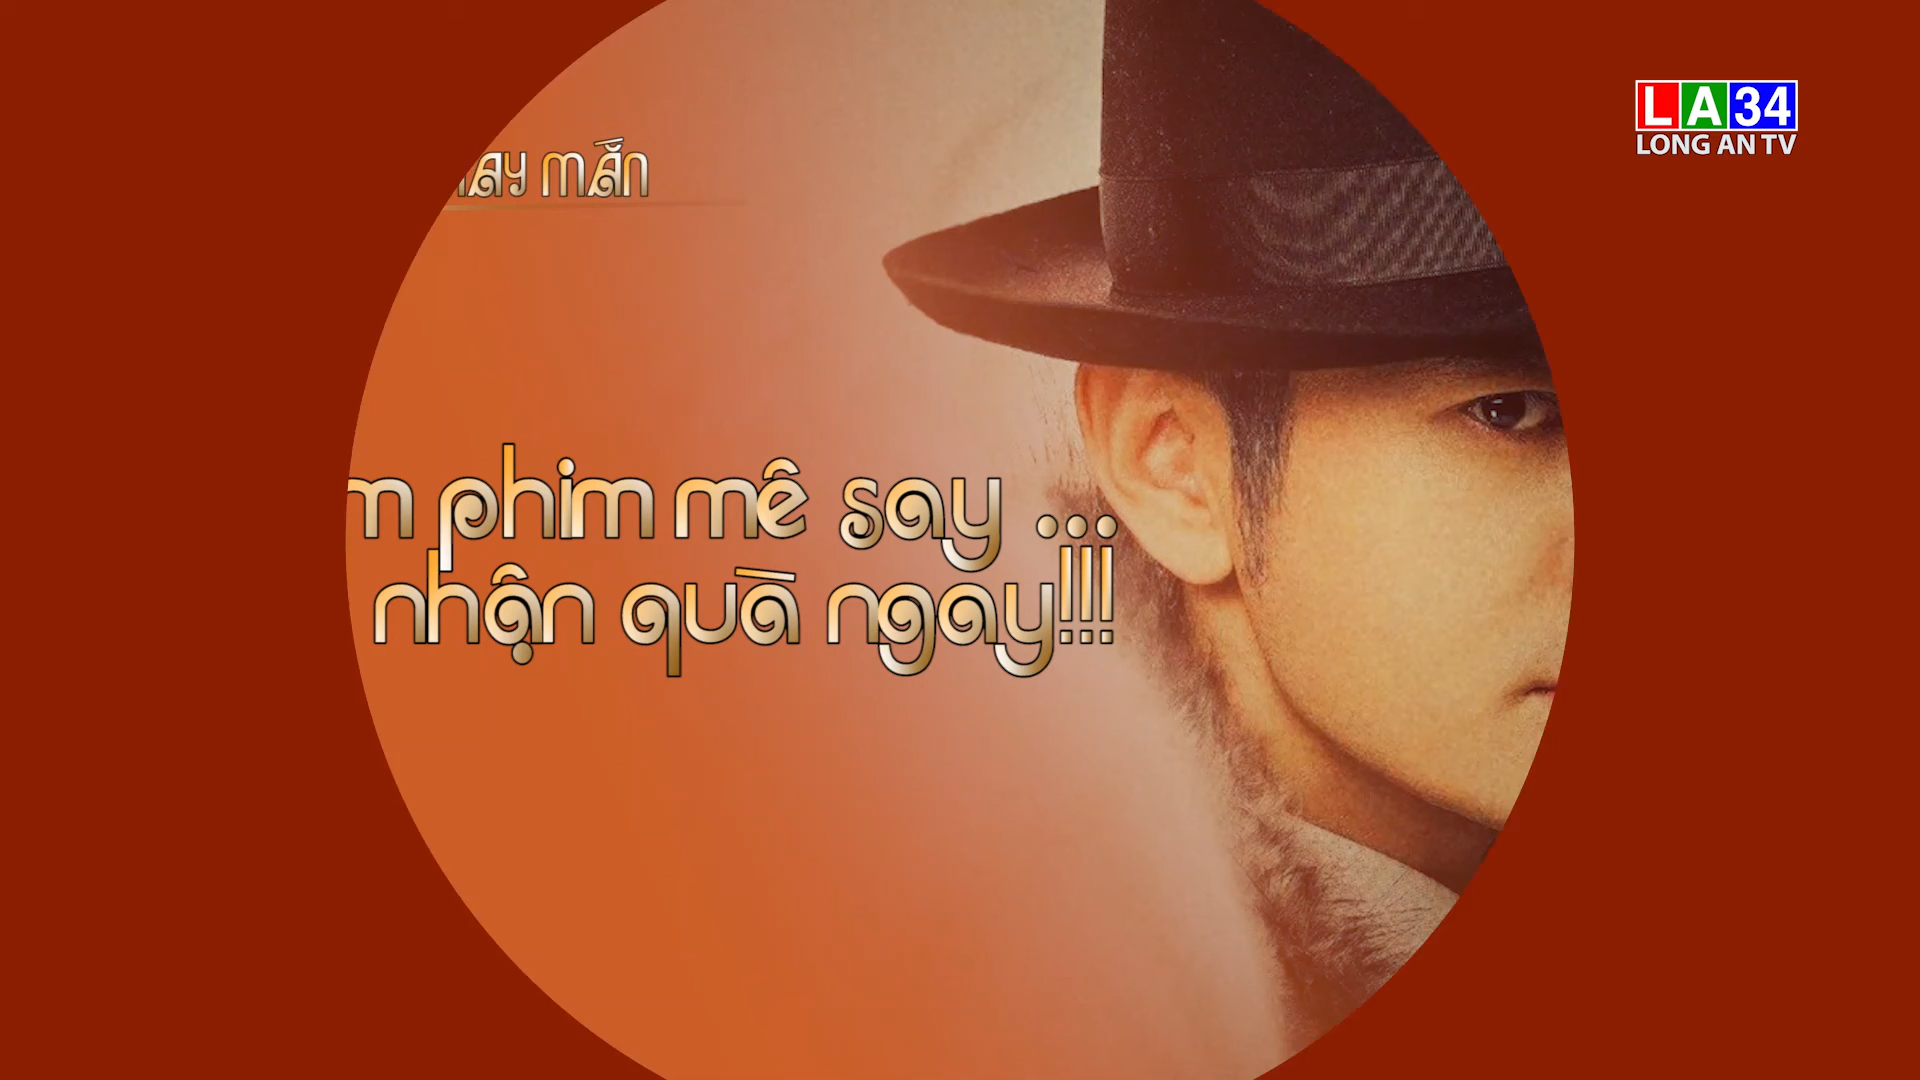 may mắn
LA34
LONG AN TV
m phim mê say ...
nhận quà ngay!!!